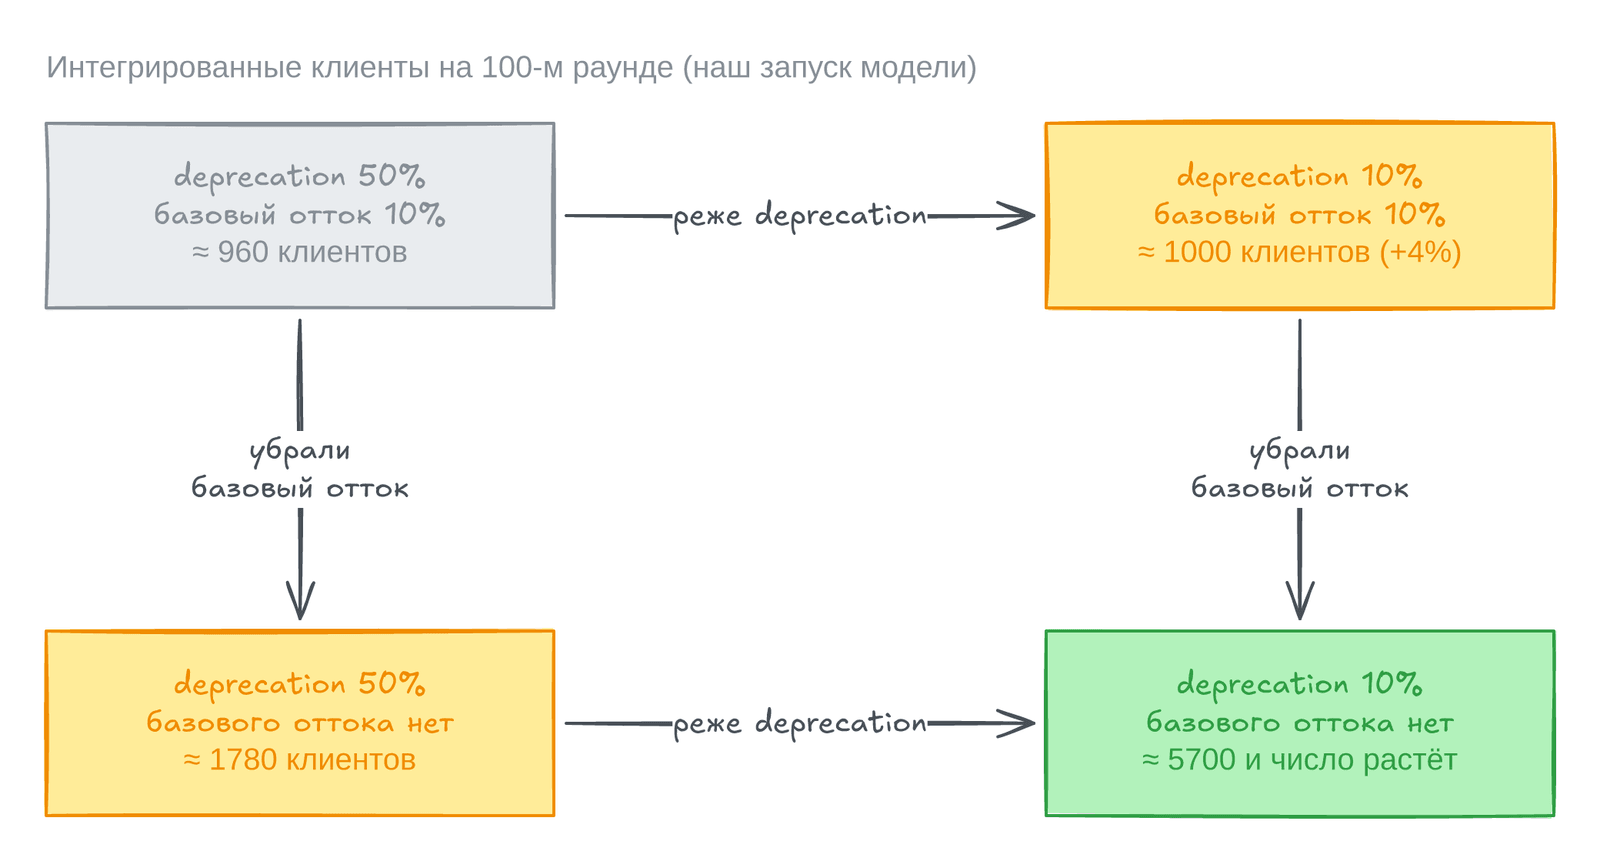 Интегрированные клиенты на 100-м раунде (наш запуск модели)
deprecation 50%
базовый отток 10%
≈ 960 клиентов
реже deprecation
deprecation 10%
базовый отток 10%
≈ 1000 клиентов (+4%)
убрали
базовый отток
убрали
базовый отток
deprecation 50%
базового оттока нет
≈ 1780 клиентов
реже deprecation
deprecation 10%
базового оттока нет
≈ 5700 и число растёт